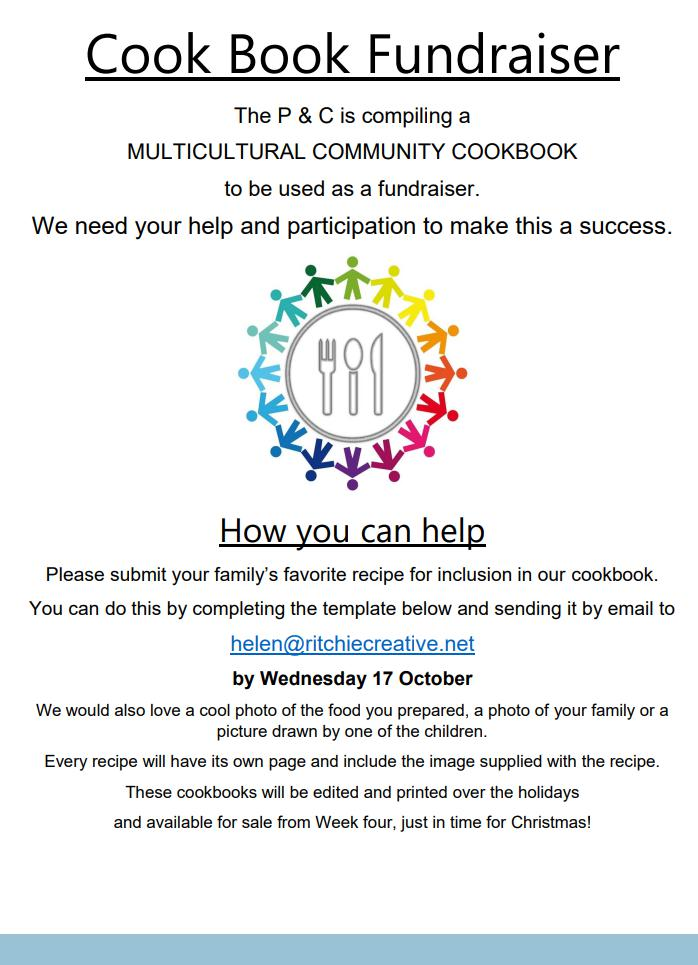 Cook Book Fundraiser
The P & C is compiling a
MULTICULTURAL COMMUNITY COOKBOOK
to be used as a fundraiser.
We need your help and participation to make this a success.
How you can help
Please submit your family’s favorite recipe for inclusion in our cookbook.
You can do this by completing the template below and sending it by email to
helen@ritchiecreative.net
by Wednesday 17 October
We would also love a cool photo of the food you prepared, a photo of your family or a
picture drawn by one of the children.
Every recipe will have its own page and include the image supplied with the recipe.
These cookbooks will be edited and printed over the holidays
and available for sale from Week four, just in time for Christmas!